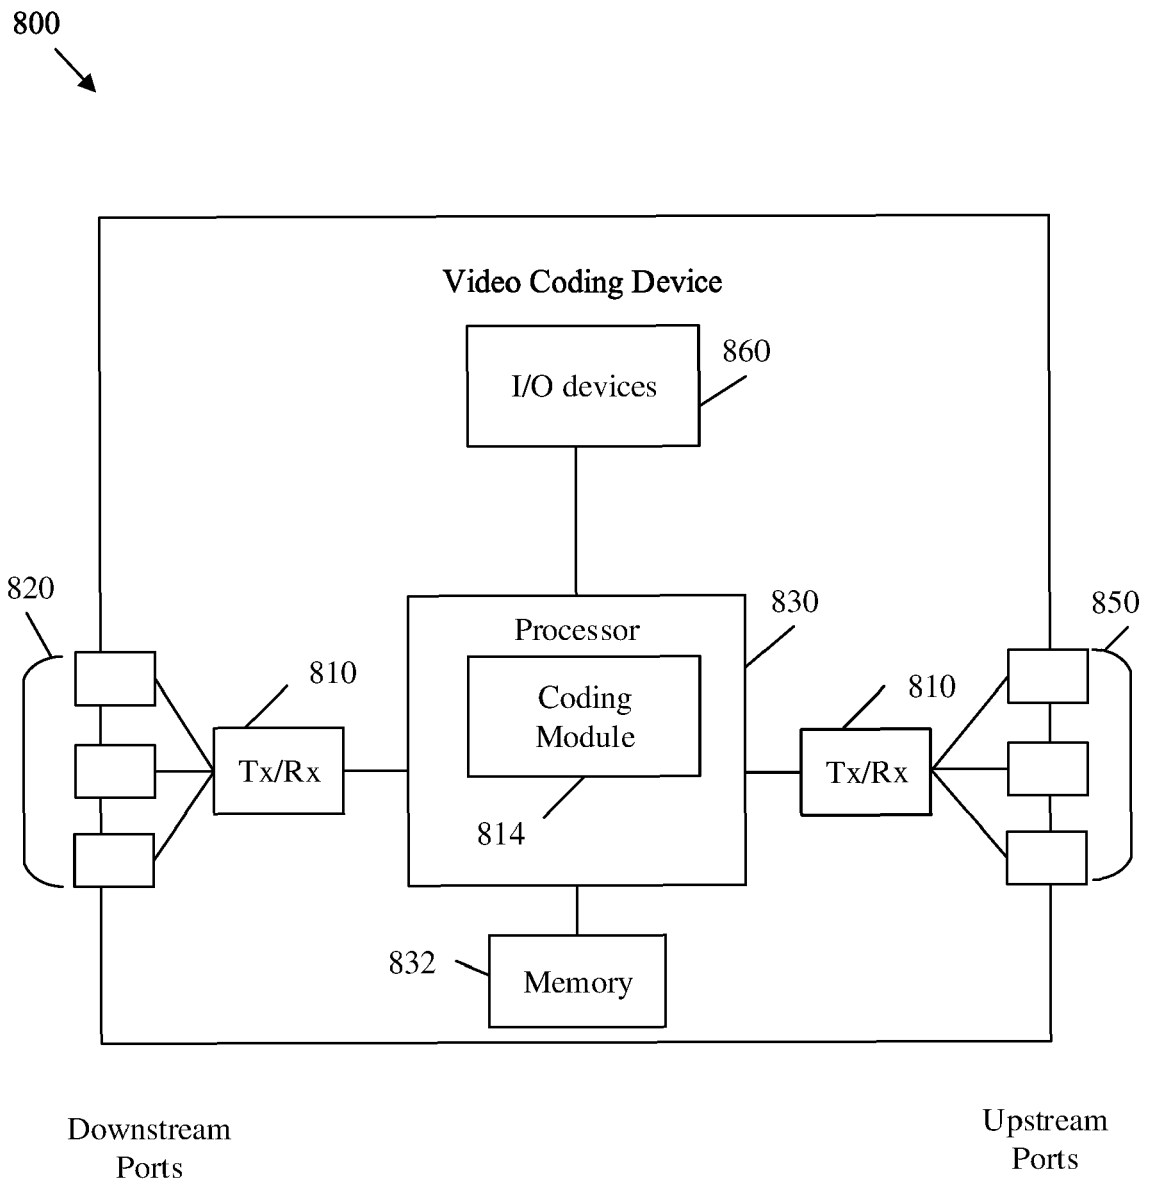 800
Video Coding Device
I/O devices
860
820
830
850
Processor
810
810
Coding
Module
Tx/Rx
Tx/Rx
814
832
Memory
Downstream
Ports
Upstream
Ports